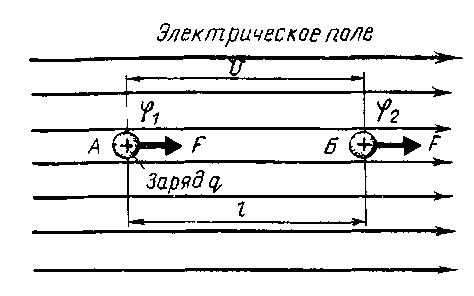 Электрическое поле
U
φ₁ φ₂
А + F Б + F
Заряд q
l